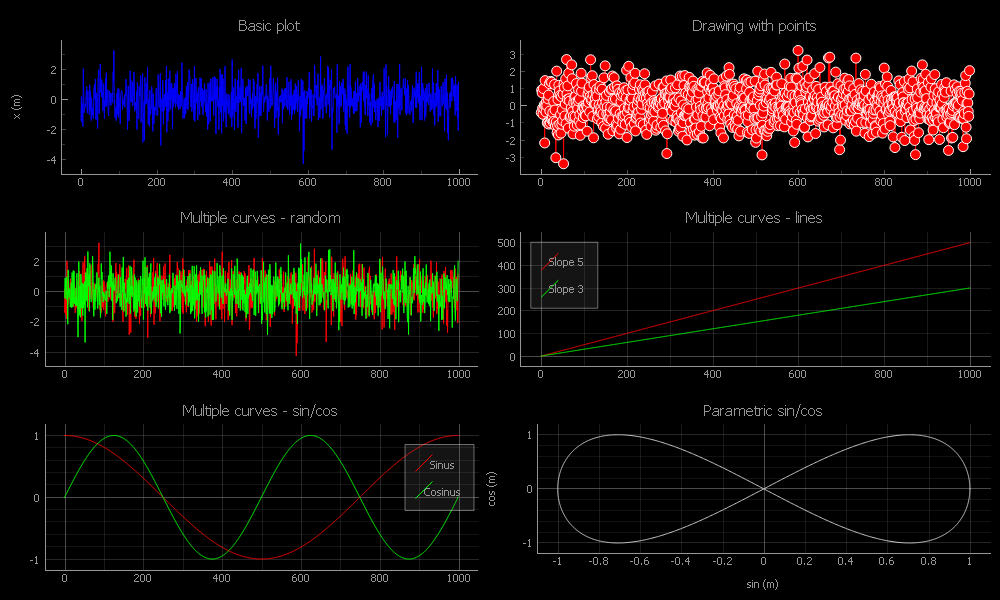 Basic plot
x (m)
2
0
-2
-4
0 200 400 600 800 1000
Drawing with points
3
2
1
0
-1
-2
-3
0 200 400 600 800 1000
Multiple curves - random
2
0
-2
-4
0 200 400 600 800 1000
Multiple curves - lines
500
400
300
200
100
0
Slope 5
Slope 3
0 200 400 600 800 1000
Multiple curves - sin/cos
1
0
-1
Sinus
Cosinus
0 200 400 600 800 1000
Parametric sin/cos
cos (m)
1
0
-1
-1 -0.8 -0.6 -0.4 -0.2 0 0.2 0.4 0.6 0.8 1
sin (m)